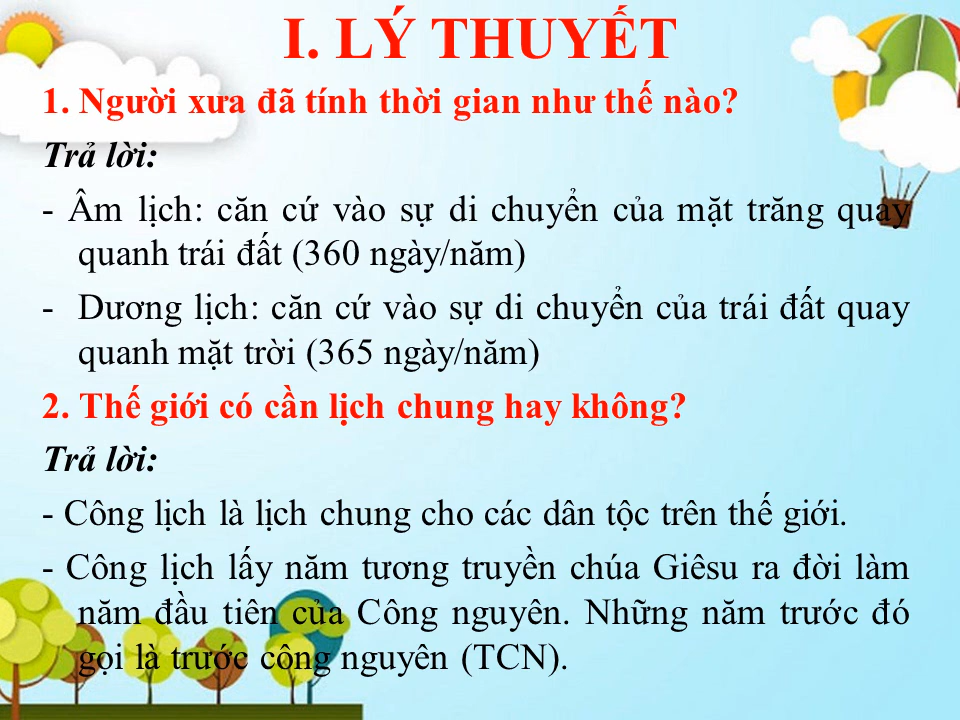 I. LÝ THUYẾT
1. Người xưa đã tính thời gian như thế nào?
Trả lời:
- Âm lịch: căn cứ vào sự di chuyển của mặt trăng quay
quanh trái đất (360 ngày/năm)
- Dương lịch: căn cứ vào sự di chuyển của trái đất quay
quanh mặt trời (365 ngày/năm)
2. Thế giới có cần lịch chung hay không?
Trả lời:
- Công lịch là lịch chung cho các dân tộc trên thế giới.
- Công lịch lấy năm tương truyền chúa Giêsu ra đời làm
năm đầu tiên của Công nguyên. Những năm trước đó
gọi là trước công nguyên (TCN).